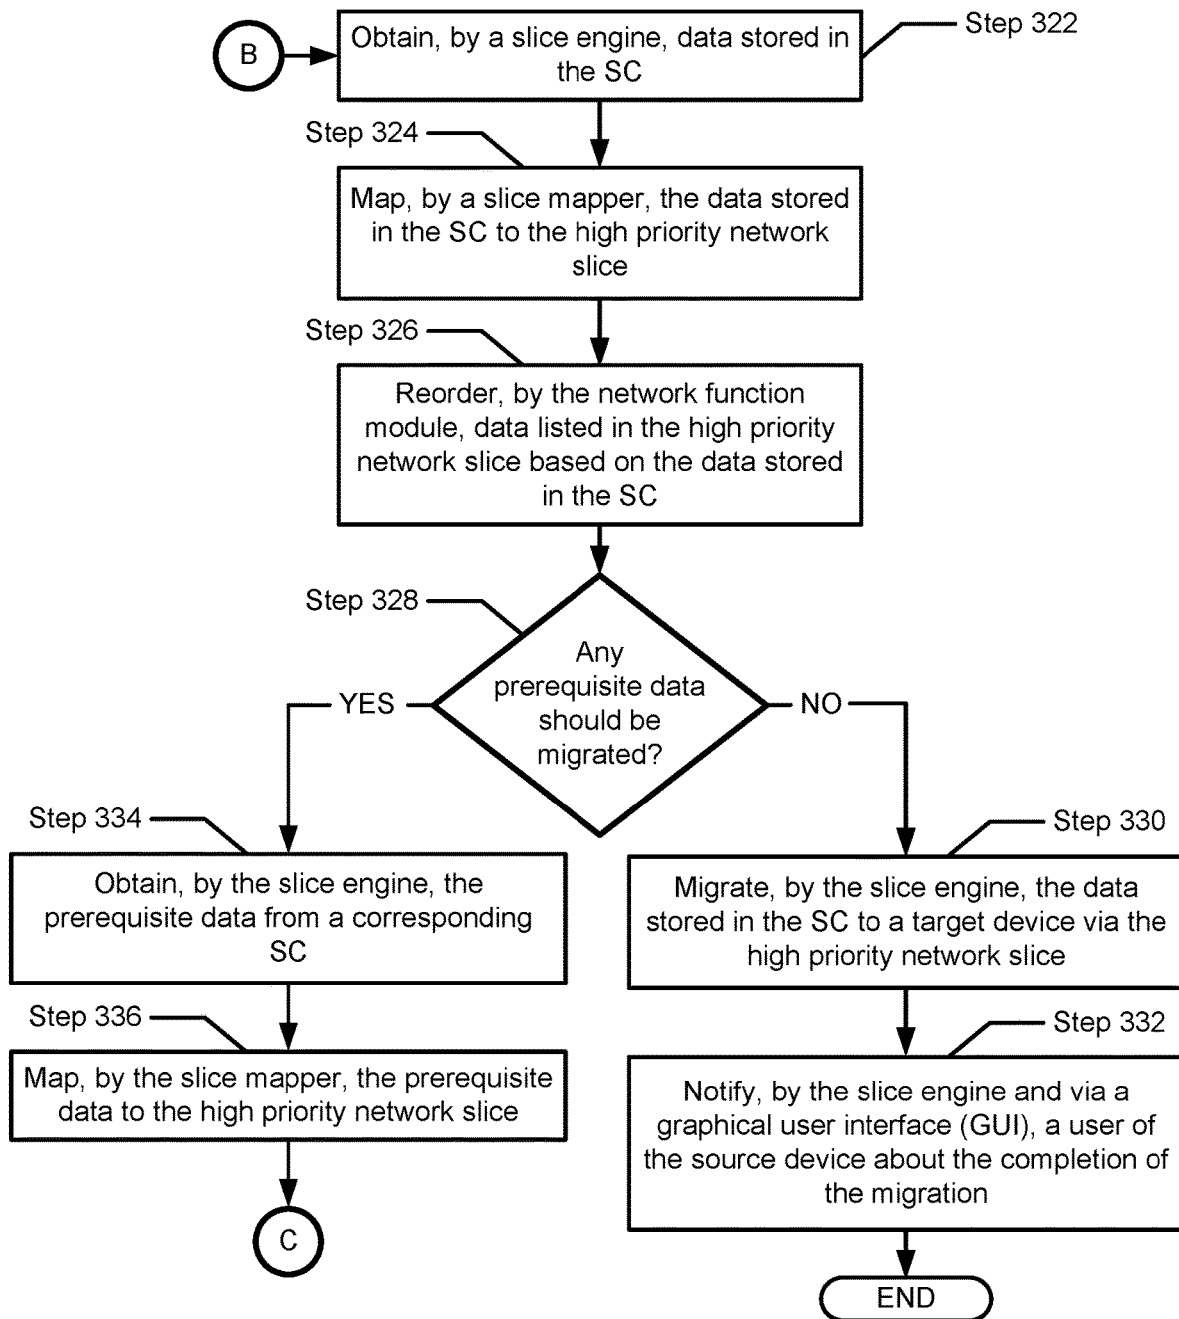 B
Obtain, by a slice engine, data stored in
the SC
Step 322
Step 324
Map, by a slice mapper, the data stored
in the SC to the high priority network
slice
Step 326
Reorder, by the network function
module, data listed in the high priority
network slice based on the data stored
in the SC
Step 328
Any
prerequisite data
should be
migrated?
YES
NO
Step 334
Obtain, by the slice engine, the
prerequisite data from a corresponding
SC
Step 336
Map, by the slice mapper, the prerequisite
data to the high priority network slice
C
Step 330
Migrate, by the slice engine, the data
stored in the SC to a target device via the
high priority network slice
Step 332
Notify, by the slice engine and via a
graphical user interface (GUI), a user of
the source device about the completion of
the migration
END